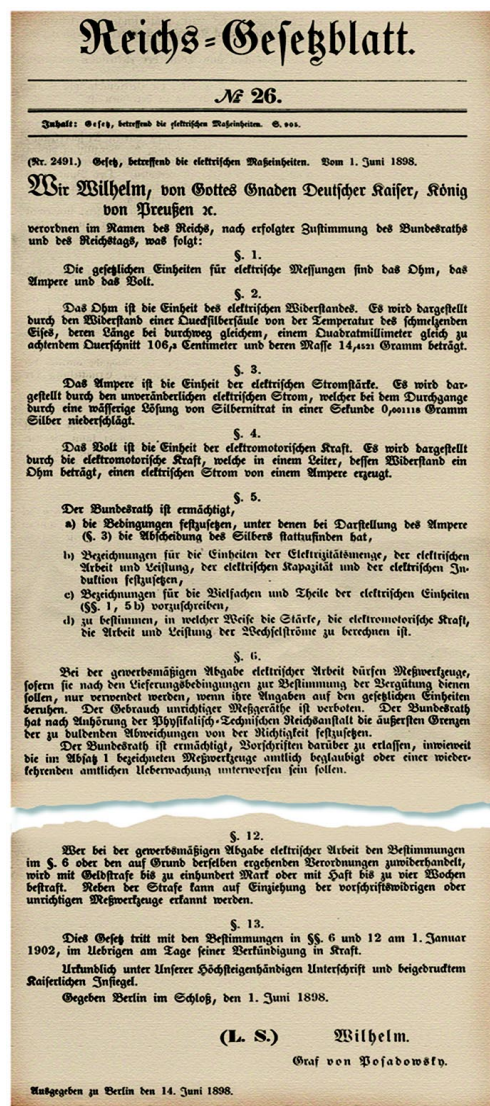 Reichs-Gesetzblatt.
№ 26.
Inhalt: Gesetz, betreffend die elektrischen Maßeinheiten. S. 905.
(Nr. 2491.) Gesetz, betreffend die elektrischen Maßeinheiten. Vom 1. Juni 1898.
Wir Wilhelm, von Gottes Gnaden Deutscher Kaiser, König
von Preußen ꝛc.
verordnen im Namen des Reichs, nach erfolgter Zustimmung des Bundesraths
und des Reichstags, was folgt:
§. 1.
Die gesetzlichen Einheiten für elektrische Messungen sind das Ohm, das
Ampere und das Volt.
§. 2.
Das Ohm ist die Einheit des elektrischen Widerstandes. Es wird dargestellt
durch den Widerstand einer Quecksilbersäule von der Temperatur des schmelzenden
Eises, deren Länge bei durchweg gleichem, einem Quadratmillimeter gleich zu
achtendem Querschnitt 106,3 Centimeter und deren Masse 14,4521 Gramm beträgt.
§. 3.
Das Ampere ist die Einheit der elektrischen Stromstärke. Es wird dar-
gestellt durch den unveränderlichen elektrischen Strom, welcher bei dem Durchgange
durch eine wässerige Lösung von Silbernitrat in einer Sekunde 0,001118 Gramm
Silber niederschlägt.
§. 4.
Das Volt ist die Einheit der elektromotorischen Kraft. Es wird dargestellt
durch die elektromotorische Kraft, welche in einem Leiter, dessen Widerstand ein
Ohm beträgt, einen elektrischen Strom von einem Ampere erzeugt.
§. 5.
Der Bundesrath ist ermächtigt,
a) die Bedingungen festzusetzen, unter denen bei Darstellung des Ampere
(§. 3) die Abscheidung des Silbers stattzufinden hat,
b) Bezeichnungen für die Einheiten der Elektrizitätsmenge, der elektrischen
Arbeit und Leistung, der elektrischen Kapazität und der elektrischen In-
duktion festzusetzen,
c) Bezeichnungen für die Vielfachen und Theile der elektrischen Einheiten
(§§. 1, 5 b) vorzuschreiben,
d) zu bestimmen, in welcher Weise die Stärke, die elektromotorische Kraft,
die Arbeit und Leistung der Wechselströme zu berechnen ist.
§. 6.
Bei der gewerbsmäßigen Abgabe elektrischer Arbeit dürfen Meßwerkzeuge,
sofern sie nach den Lieferungsbedingungen zur Bestimmung der Vergütung dienen
sollen, nur verwendet werden, wenn ihre Angaben auf den gesetzlichen Einheiten
beruhen. Der Gebrauch unrichtiger Meßgeräthe ist verboten. Der Bundesrath
hat nach Anhörung der Physikalisch-Technischen Reichsanstalt die äußersten Grenzen
der zu duldenden Abweichungen von der Richtigkeit festzusetzen.
Der Bundesrath ist ermächtigt, Vorschriften darüber zu erlassen, inwieweit
die im Absatz 1 bezeichneten Meßwerkzeuge amtlich beglaubigt oder einer wieder-
kehrenden amtlichen Ueberwachung unterworfen sein sollen.
§. 12.
Wer bei der gewerbsmäßigen Abgabe elektrischer Arbeit den Bestimmungen
im §. 6 oder den auf Grund derselben ergehenden Verordnungen zuwiderhandelt,
wird mit Geldstrafe bis zu einhundert Mark oder mit Haft bis zu vier Wochen
bestraft. Neben der Strafe kann auf Einziehung der vorschriftswidrigen oder
unrichtigen Meßwerkzeuge erkannt werden.
§. 13.
Dies Gesetz tritt mit den Bestimmungen in §§. 6 und 12 am 1. Januar
1902, im Uebrigen am Tage seiner Verkündigung in Kraft.
Urkundlich unter Unserer Höchsteigenhändigen Unterschrift und beigedrucktem
Kaiserlichen Insiegel.
Gegeben Berlin im Schloß, den 1. Juni 1898.
(L. S.) Wilhelm.
Graf von Posadowsky.
Ausgegeben zu Berlin den 14. Juni 1898.